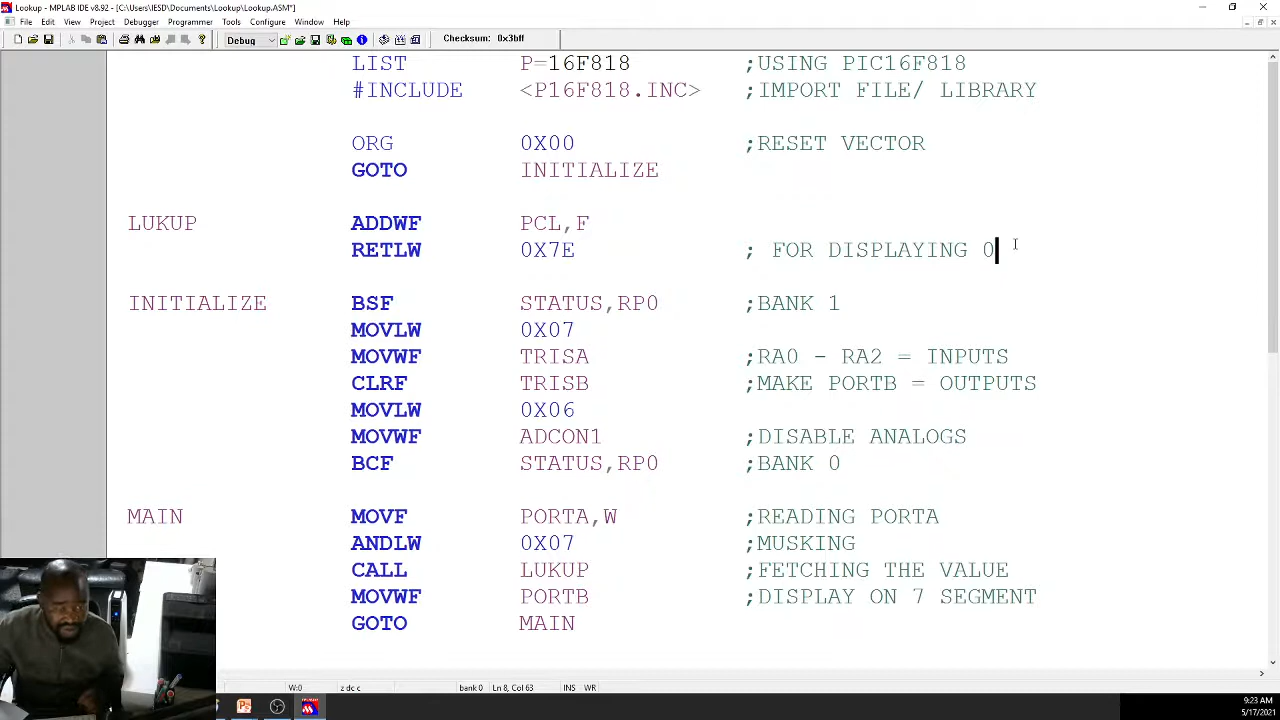 Lookup - MPLAB IDE v8.92 - [C:\Users\IESD\Documents\Lookup\Lookup.ASM*]
File Edit View Project Debugger Programmer Tools Configure Window Help
Debug Checksum: 0x3bff
LIST P=16F818 ;USING PIC16F818
#INCLUDE <P16F818.INC> ;IMPORT FILE/ LIBRARY
ORG 0X00 ;RESET VECTOR
GOTO INITIALIZE
LUKUP ADDWF PCL,F
RETLW 0X7E ; FOR DISPLAYING 0
INITIALIZE BSF STATUS,RP0 ;BANK 1
MOVLW 0X07
MOVWF TRISA ;RA0 - RA2 = INPUTS
CLRF TRISB ;MAKE PORTB = OUTPUTS
MOVLW 0X06
MOVWF ADCON1 ;DISABLE ANALOGS
BCF STATUS,RP0 ;BANK 0
MAIN MOVF PORTA,W ;READING PORTA
ANDLW 0X07 ;MUSKING
CALL LUKUP ;FETCHING THE VALUE
MOVWF PORTB ;DISPLAY ON 7 SEGMENT
GOTO MAIN
W:0 z dc c bank 0 Ln 8, Col 63 INS WR
9:23 AM
5/17/2021